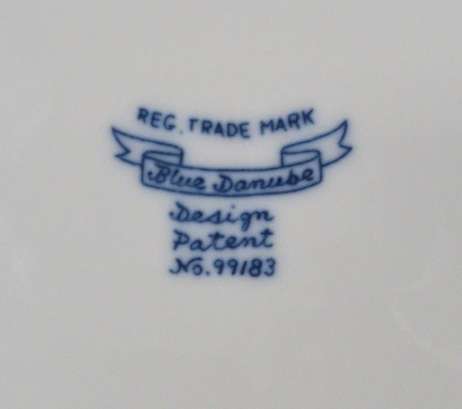 REG. TRADE MARK
Blue Danube
Design
Patent
No. 99183